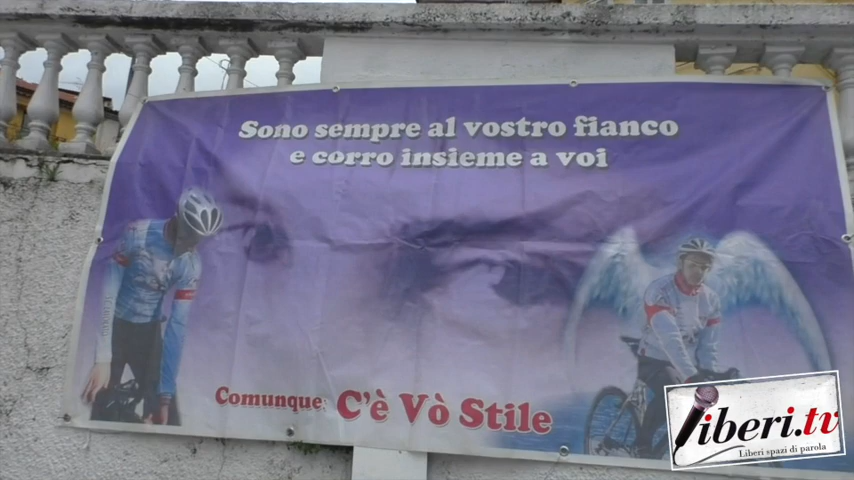 Sono sempre al vostro fianco
e corro insieme a voi
Comunque: C'è Vò Stile
liberi.tv
Liberi spazi di parola